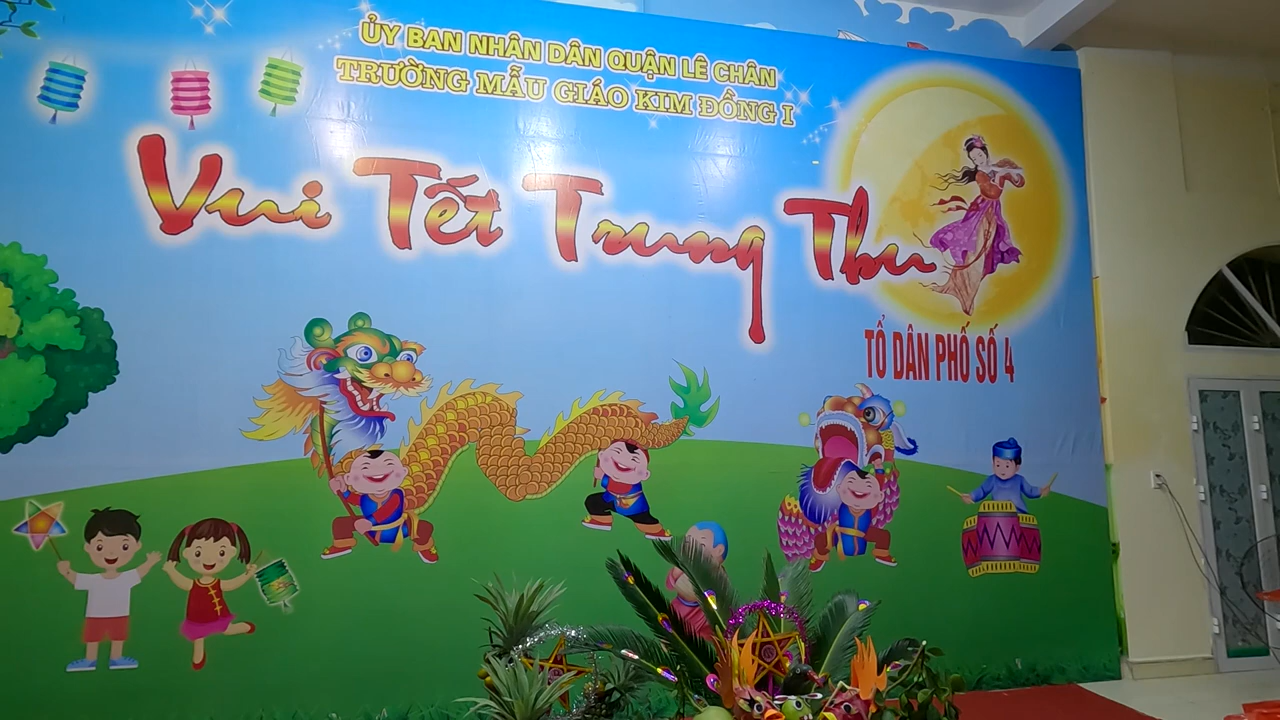 ỦY BAN NHÂN DÂN QUẬN LÊ CHÂN
TRƯỜNG MẪU GIÁO KIM ĐỒNG I
Vui Tết Trung Thu
TỔ DÂN PHỐ SỐ 4